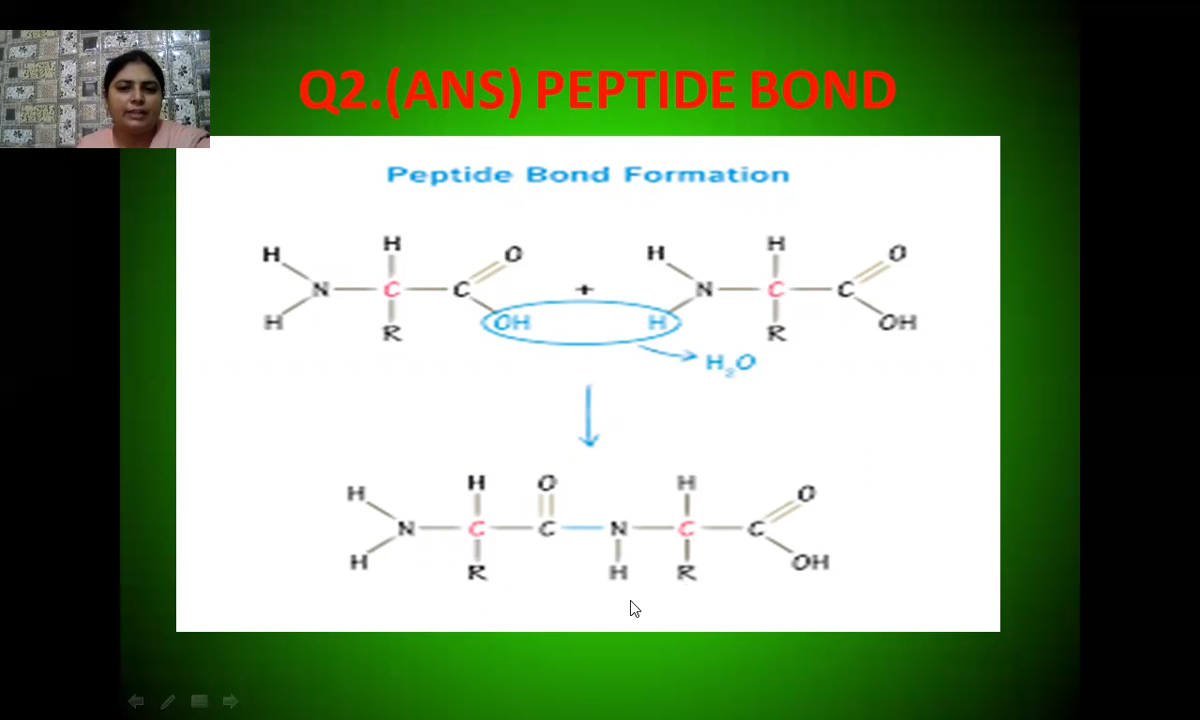 Q2.(ANS) PEPTIDE BOND
Peptide Bond Formation
H H O H H O
N C C + N C C
H R OH H R OH
H₂O
H H O H O
N C C N C C
H R H R OH